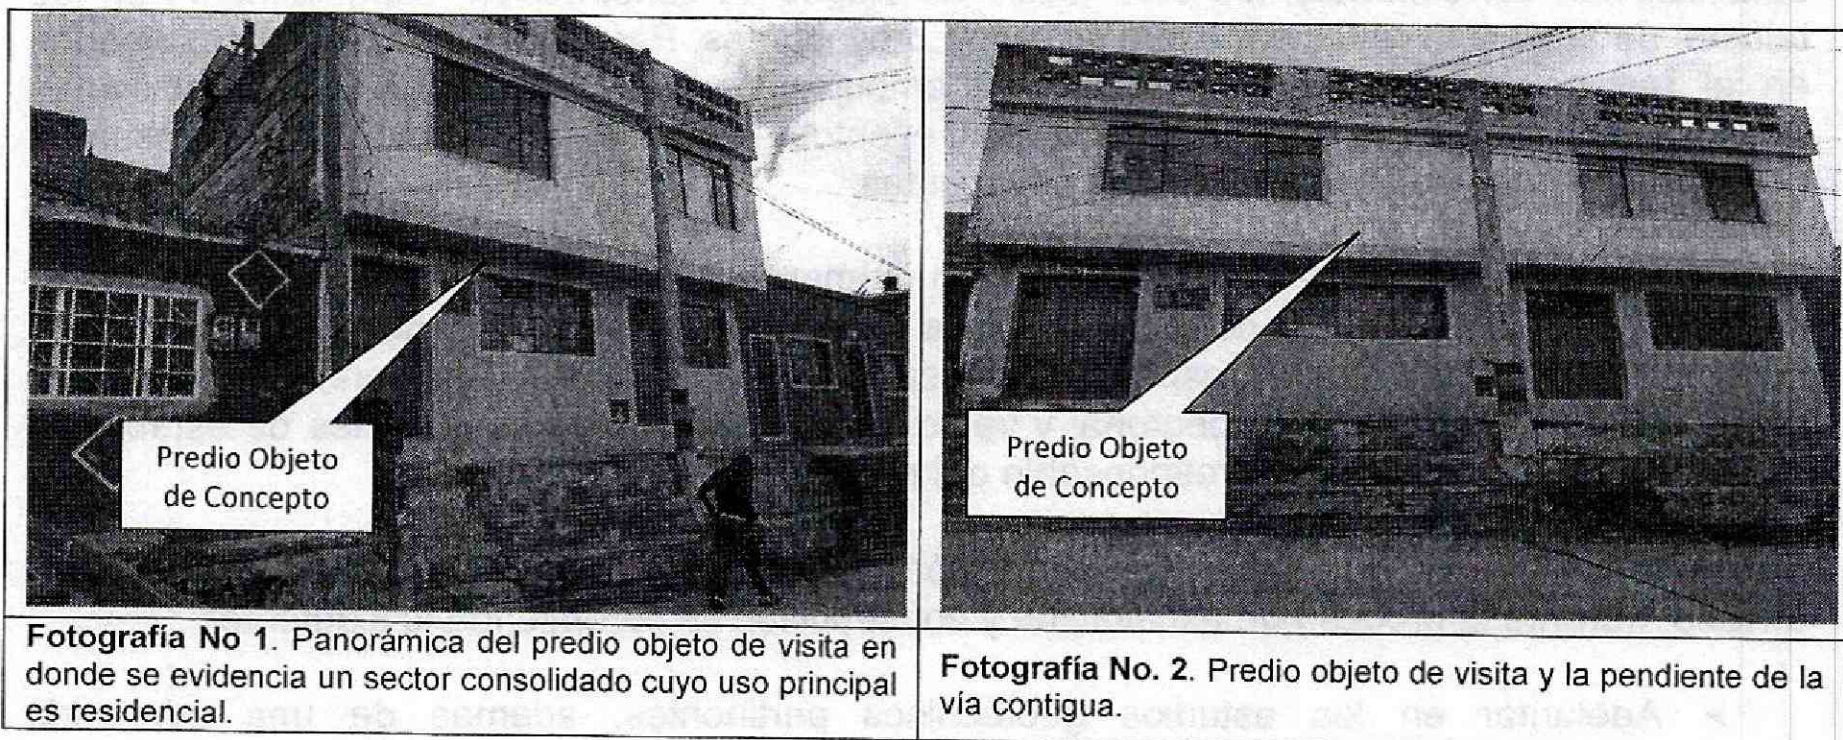 Predio Objeto
de Concepto
Predio Objeto
de Concepto
Fotografía No 1. Panorámica del predio objeto de visita en
donde se evidencia un sector consolidado cuyo uso principal
es residencial.
Fotografía No. 2. Predio objeto de visita y la pendiente de la
vía contigua.